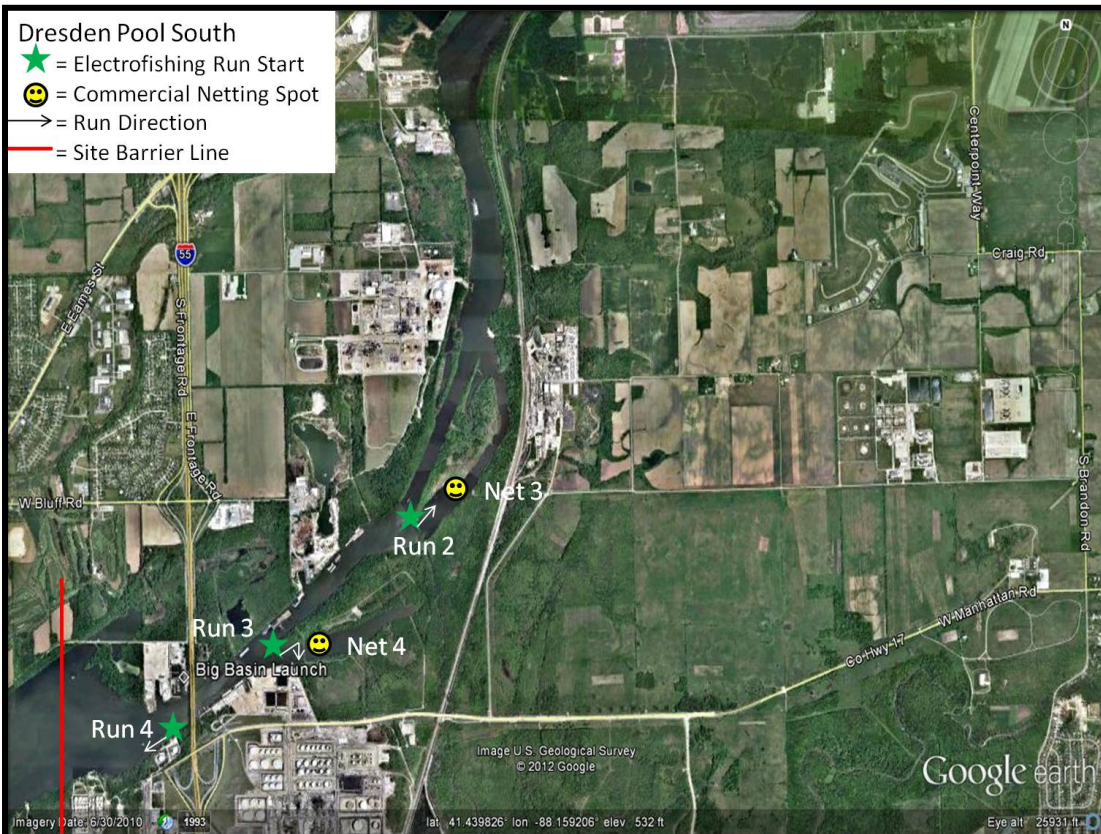 Dresden Pool South
= Electrofishing Run Start
= Commercial Netting Spot
= Run Direction
= Site Barrier Line
N
Centerpoint Way
Craig Rd
55
E Eames St
S Frontage Rd
E Frontage Rd
W Bluff Rd
Net 3
Run 2
S Brandon Rd
W Manhattan Rd
Co Hwy 17
Run 3
Net 4
Big Basin Launch
Run 4
Image U.S. Geological Survey
© 2012 Google
Google earth
Imagery Date: 6/30/2010
1993
lat 41.439826° lon -88.159206° elev 532 ft
Eye alt 25931 ft